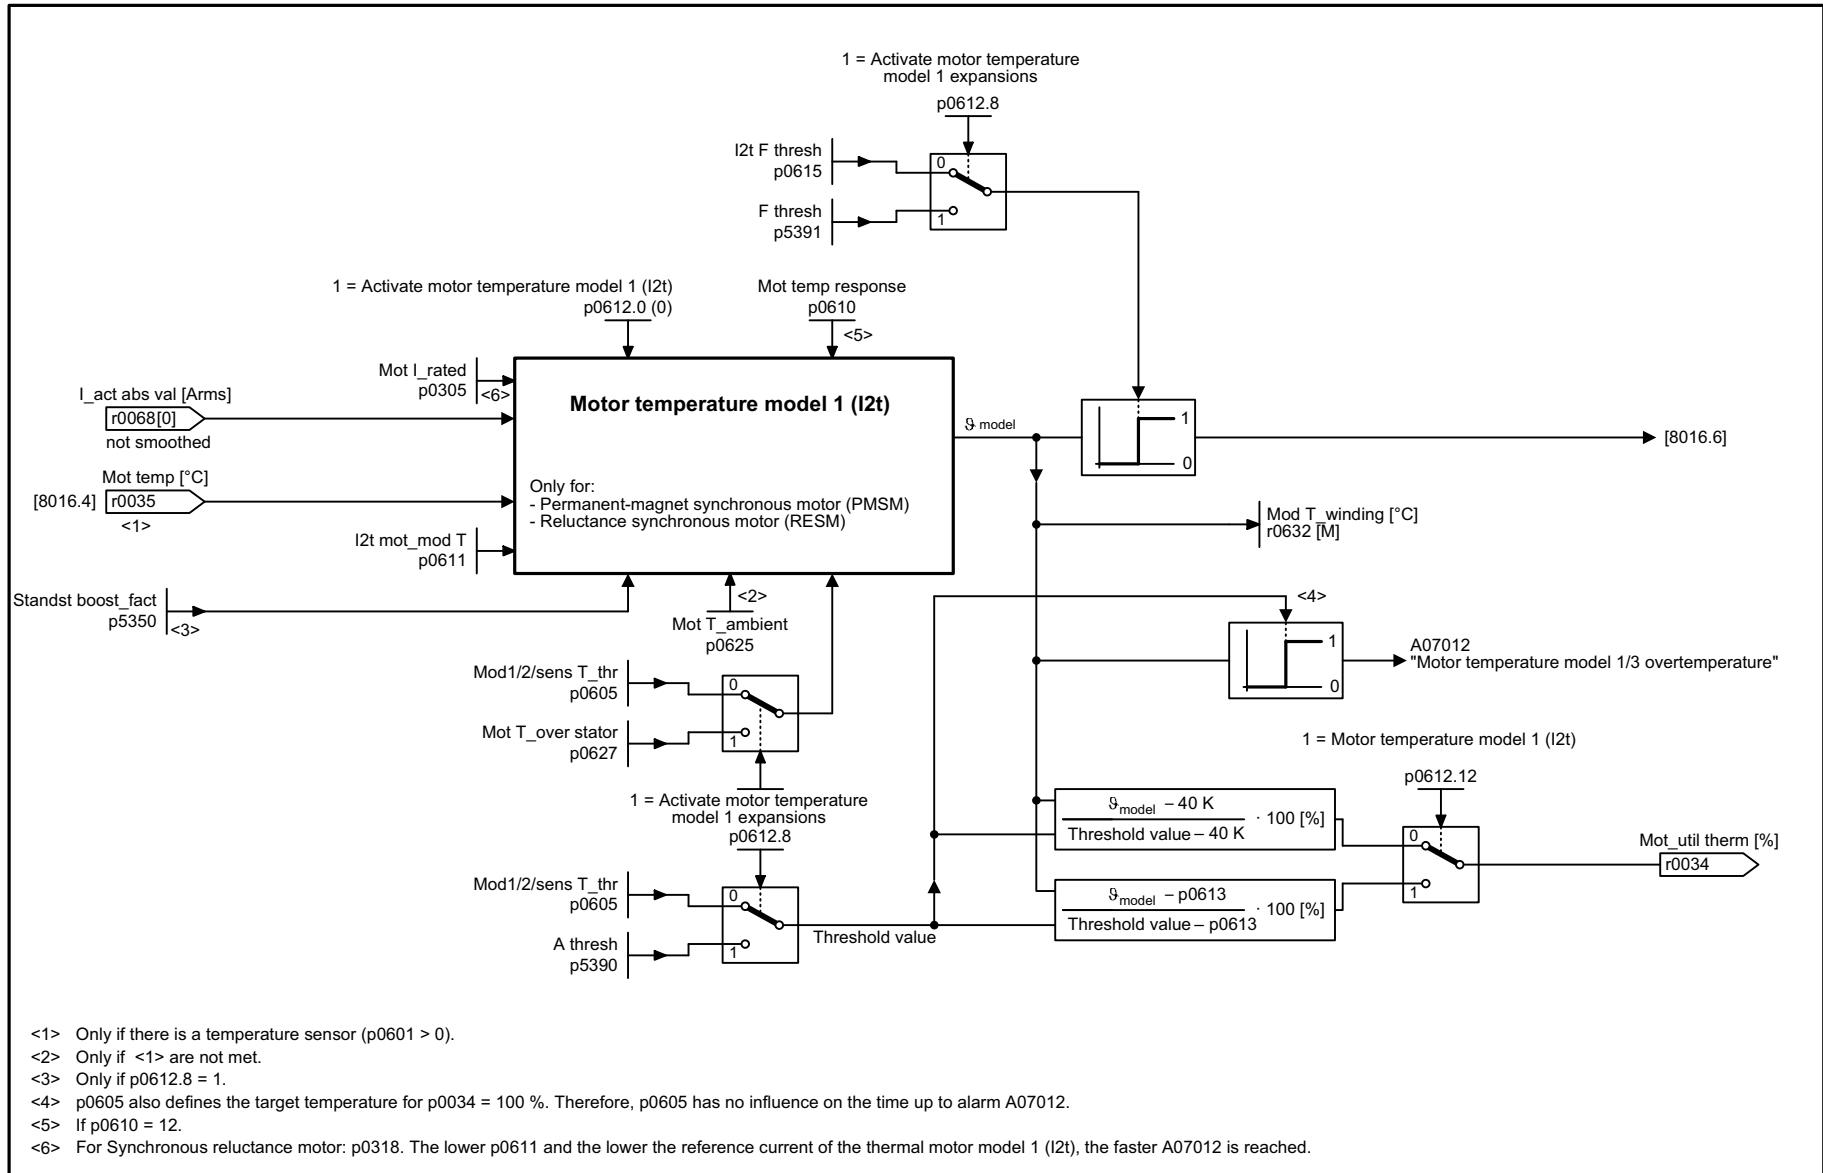 1 = Activate motor temperature
model 1 expansions
p0612.8
I2t F thresh
p0615
0
F thresh
p5391
1
1 = Activate motor temperature model 1 (I2t)
p0612.0 (0)
Mot temp response
p0610
<5>
Mot I_rated
p0305
<6>
I_act abs val [Arms]
r0068[0]
not smoothed
Motor temperature model 1 (I2t)
ϑ model
1
0
[8016.6]
Mot temp [°C]
[8016.4]
r0035
<1>
Only for:
- Permanent-magnet synchronous motor (PMSM)
- Reluctance synchronous motor (RESM)
Mod T_winding [°C]
r0632 [M]
I2t mot_mod T
p0611
Standst boost_fact
p5350
<3>
<2>
Mot T_ambient
p0625
<4>
1
0
A07012
"Motor temperature model 1/3 overtemperature"
Mod1/2/sens T_thr
p0605
0
Mot T_over stator
p0627
1
1 = Motor temperature model 1 (I2t)
p0612.12
1 = Activate motor temperature
model 1 expansions
p0612.8
ϑmodel – 40 K
Threshold value – 40 K
· 100 [%]
0
1
Mot_util therm [%]
r0034
Mod1/2/sens T_thr
p0605
0
A thresh
p5390
1
Threshold value
ϑmodel – p0613
Threshold value – p0613
· 100 [%]
<1> Only if there is a temperature sensor (p0601 > 0).
<2> Only if <1> are not met.
<3> Only if p0612.8 = 1.
<4> p0605 also defines the target temperature for p0034 = 100 %. Therefore, p0605 has no influence on the time up to alarm A07012.
<5> If p0610 = 12.
<6> For Synchronous reluctance motor: p0318. The lower p0611 and the lower the reference current of the thermal motor model 1 (I2t), the faster A07012 is reached.